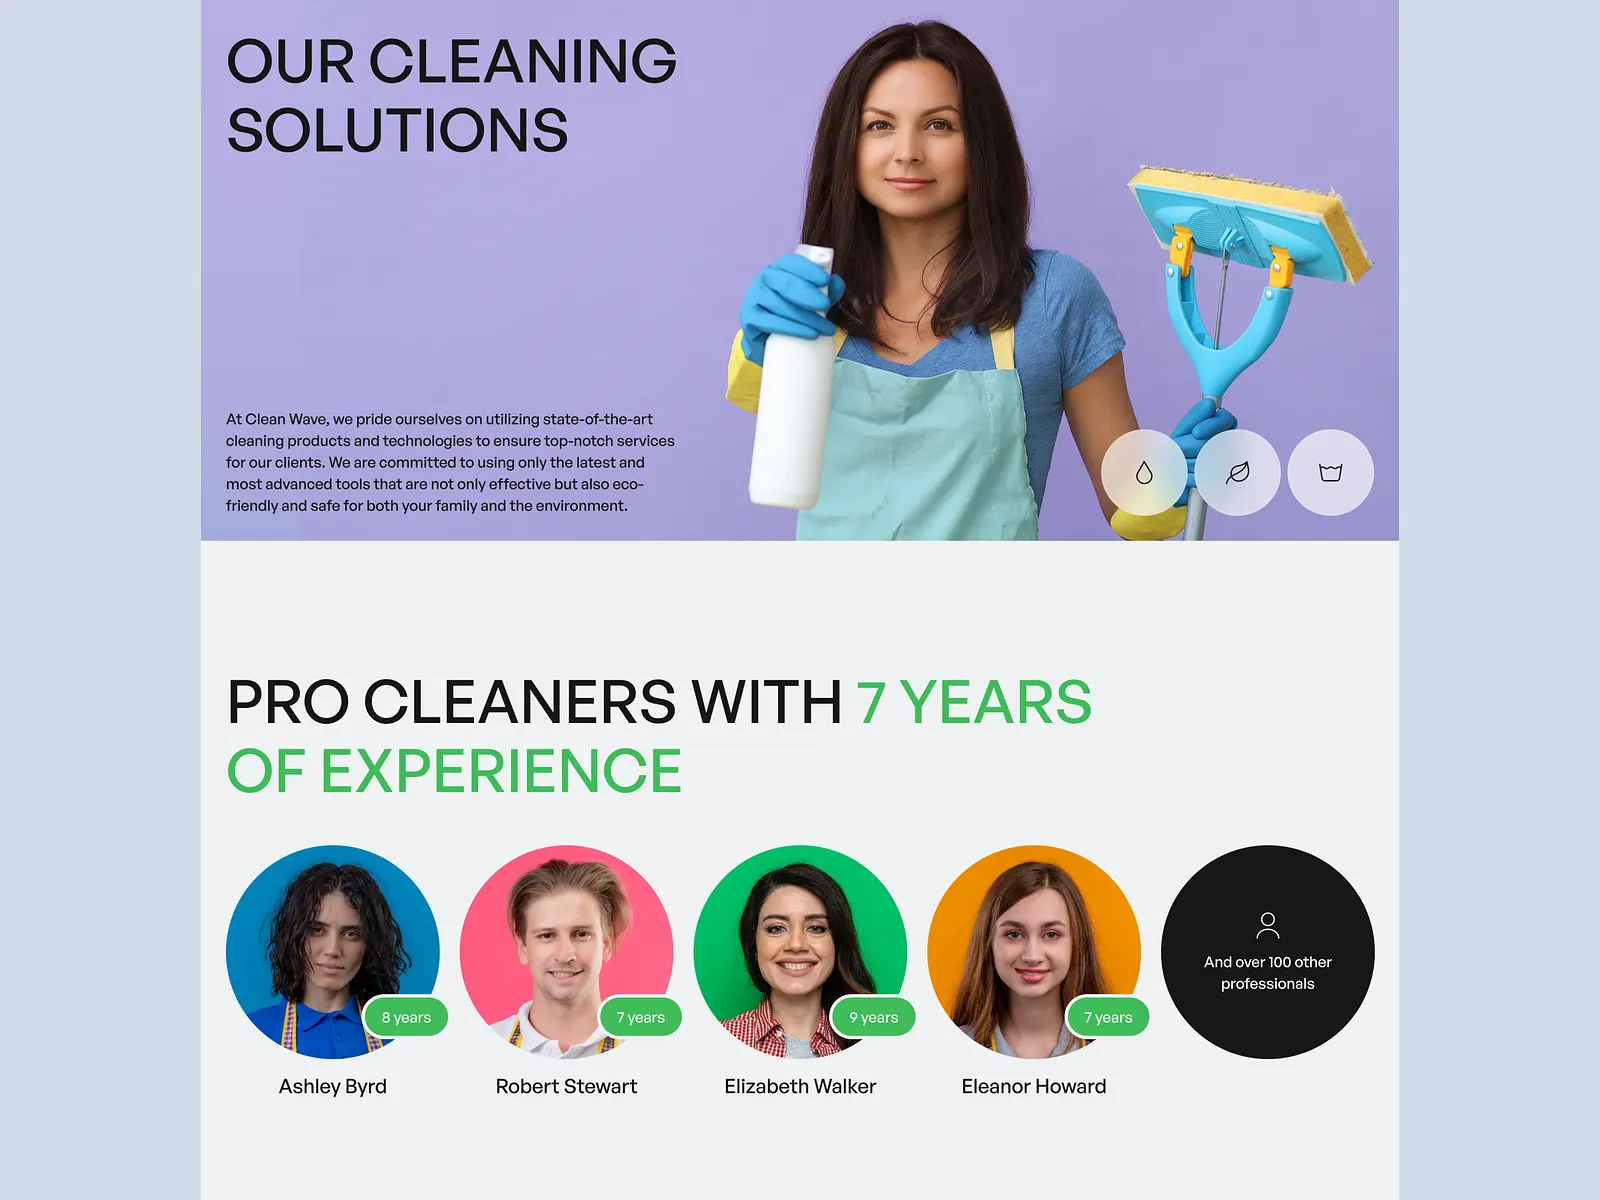 OUR CLEANING
SOLUTIONS
At Clean Wave, we pride ourselves on utilizing state-of-the-art
cleaning products and technologies to ensure top-notch services
for our clients. We are committed to using only the latest and
most advanced tools that are not only effective but also eco-
friendly and safe for both your family and the environment.
PRO CLEANERS WITH 7 YEARS
OF EXPERIENCE
8 years
7 years
9 years
7 years
And over 100 other
professionals
Ashley Byrd
Robert Stewart
Elizabeth Walker
Eleanor Howard